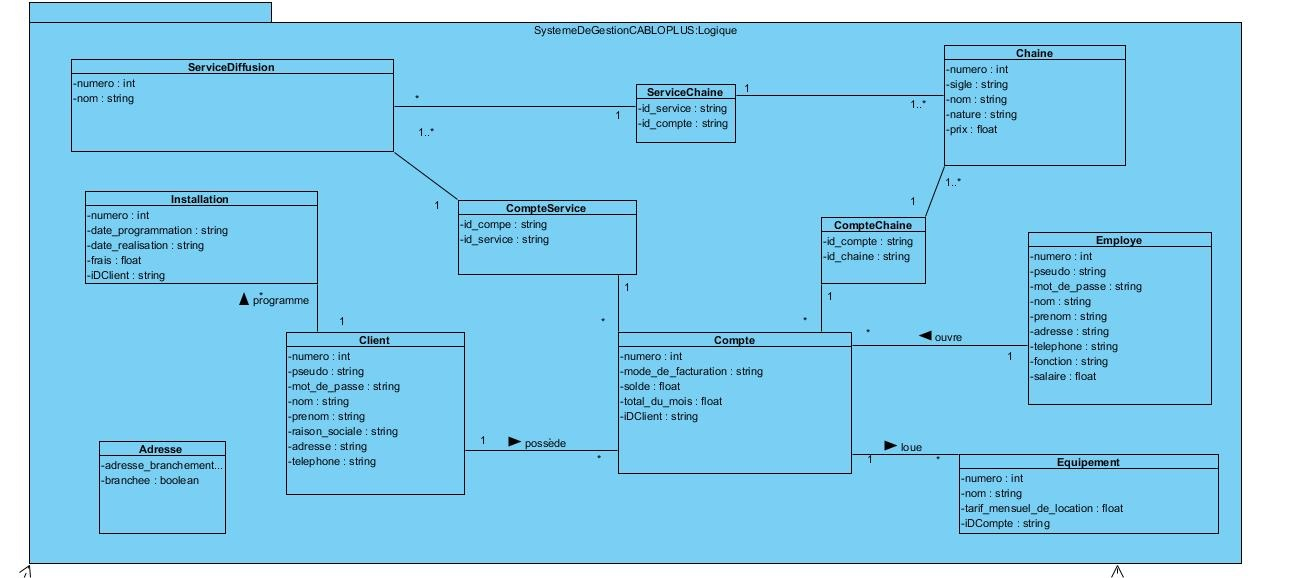 SystemeDeGestionCABLOPLUS:Logique
ServiceDiffusion
-numero : int
-nom : string
*
1..*
1
ServiceChaine
-id_service : string
-id_compte : string
1
1..*
Chaine
-numero : int
-sigle : string
-nom : string
-nature : string
-prix : float
1..*
1
Installation
-numero : int
-date_programmation : string
-date_realisation : string
-frais : float
-iDClient : string
*
programme
1
1
CompteService
-id_compe : string
-id_service : string
1
*
CompteChaine
-id_compte : string
-id_chaine : string
1
*
Employe
-numero : int
-pseudo : string
-mot_de_passe : string
-nom : string
-prenom : string
-adresse : string
-telephone : string
-fonction : string
-salaire : float
*
ouvre
1
Client
-numero : int
-pseudo : string
-mot_de_passe : string
-nom : string
-prenom : string
-raison_sociale : string
-adresse : string
-telephone : string
1
possède
*
Compte
-numero : int
-mode_de_facturation : string
-solde : float
-total_du_mois : float
-iDClient : string
loue
1
*
Adresse
-adresse_branchement...
-branchee : boolean
Equipement
-numero : int
-nom : string
-tarif_mensuel_de_location : float
-iDCompte : string